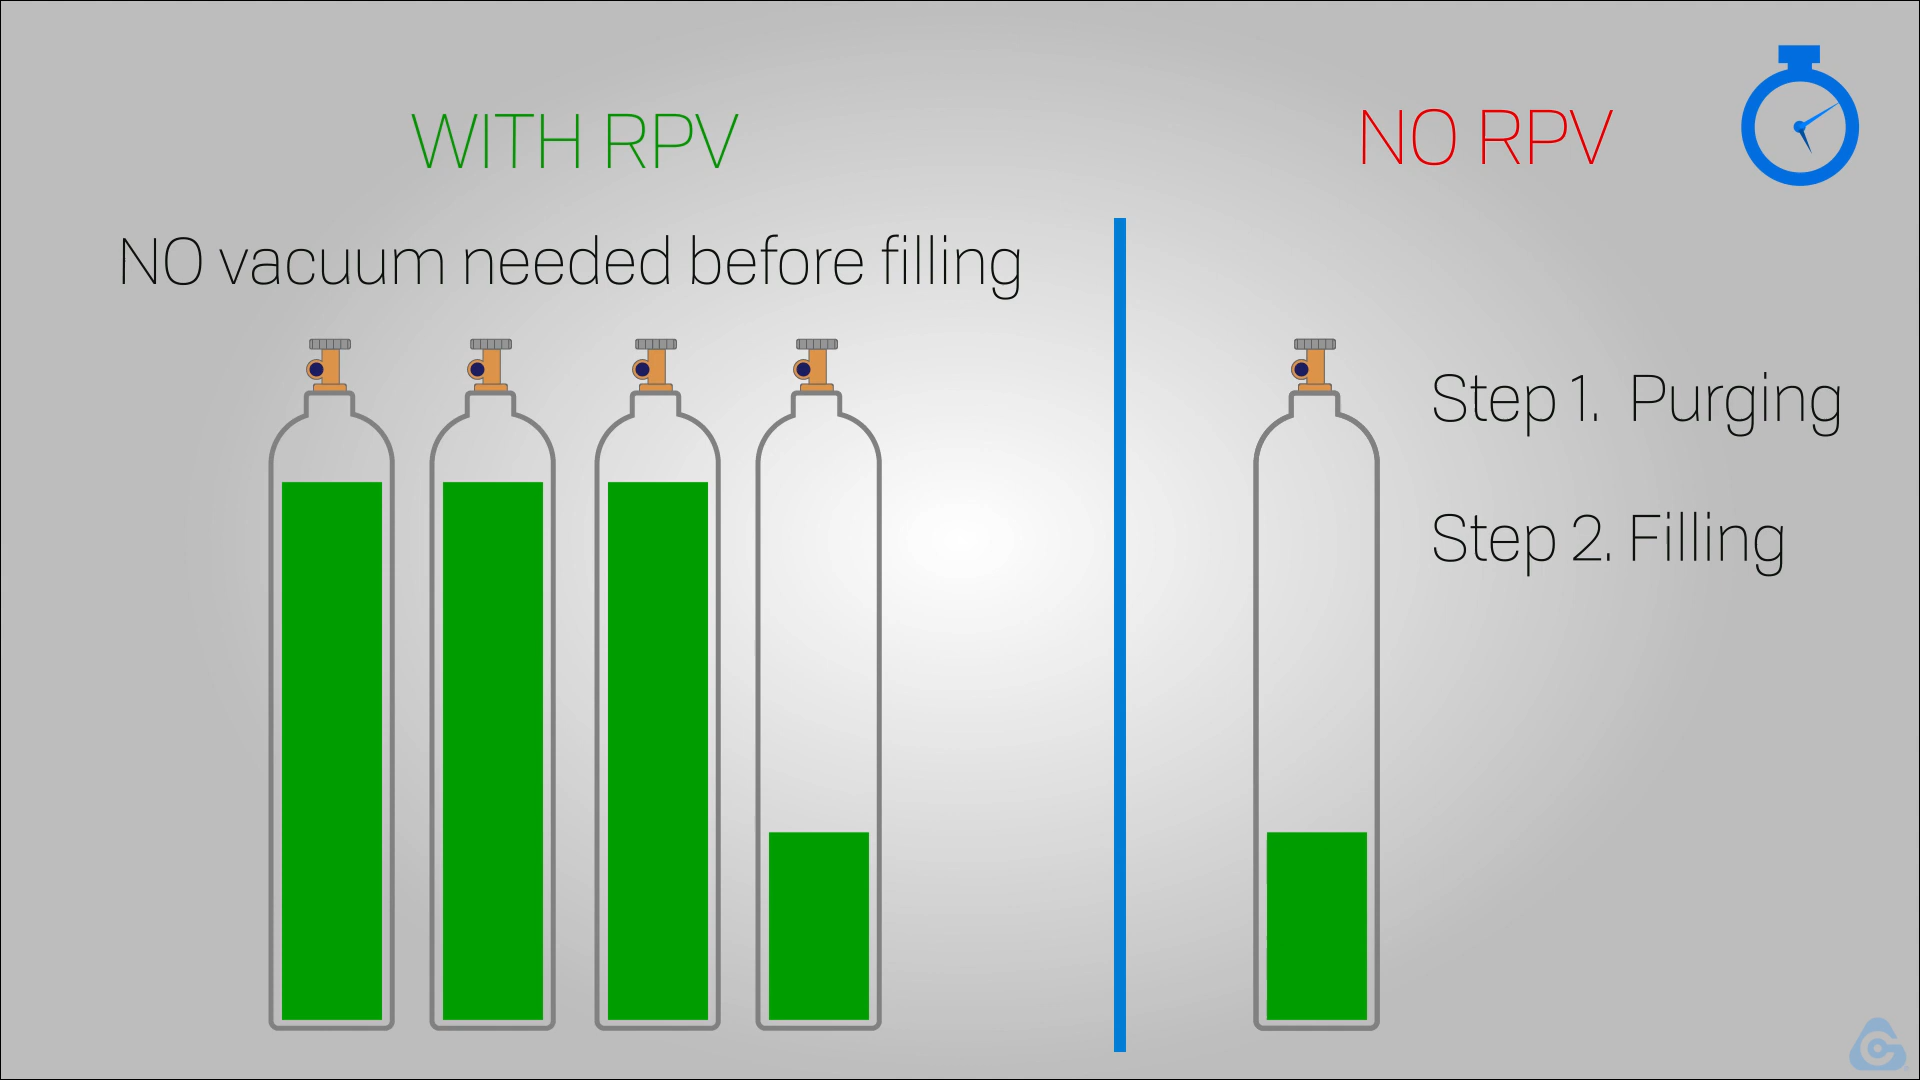 WITH RPV
NO vacuum needed before filling
NO RPV
Step 1. Purging
Step 2. Filling